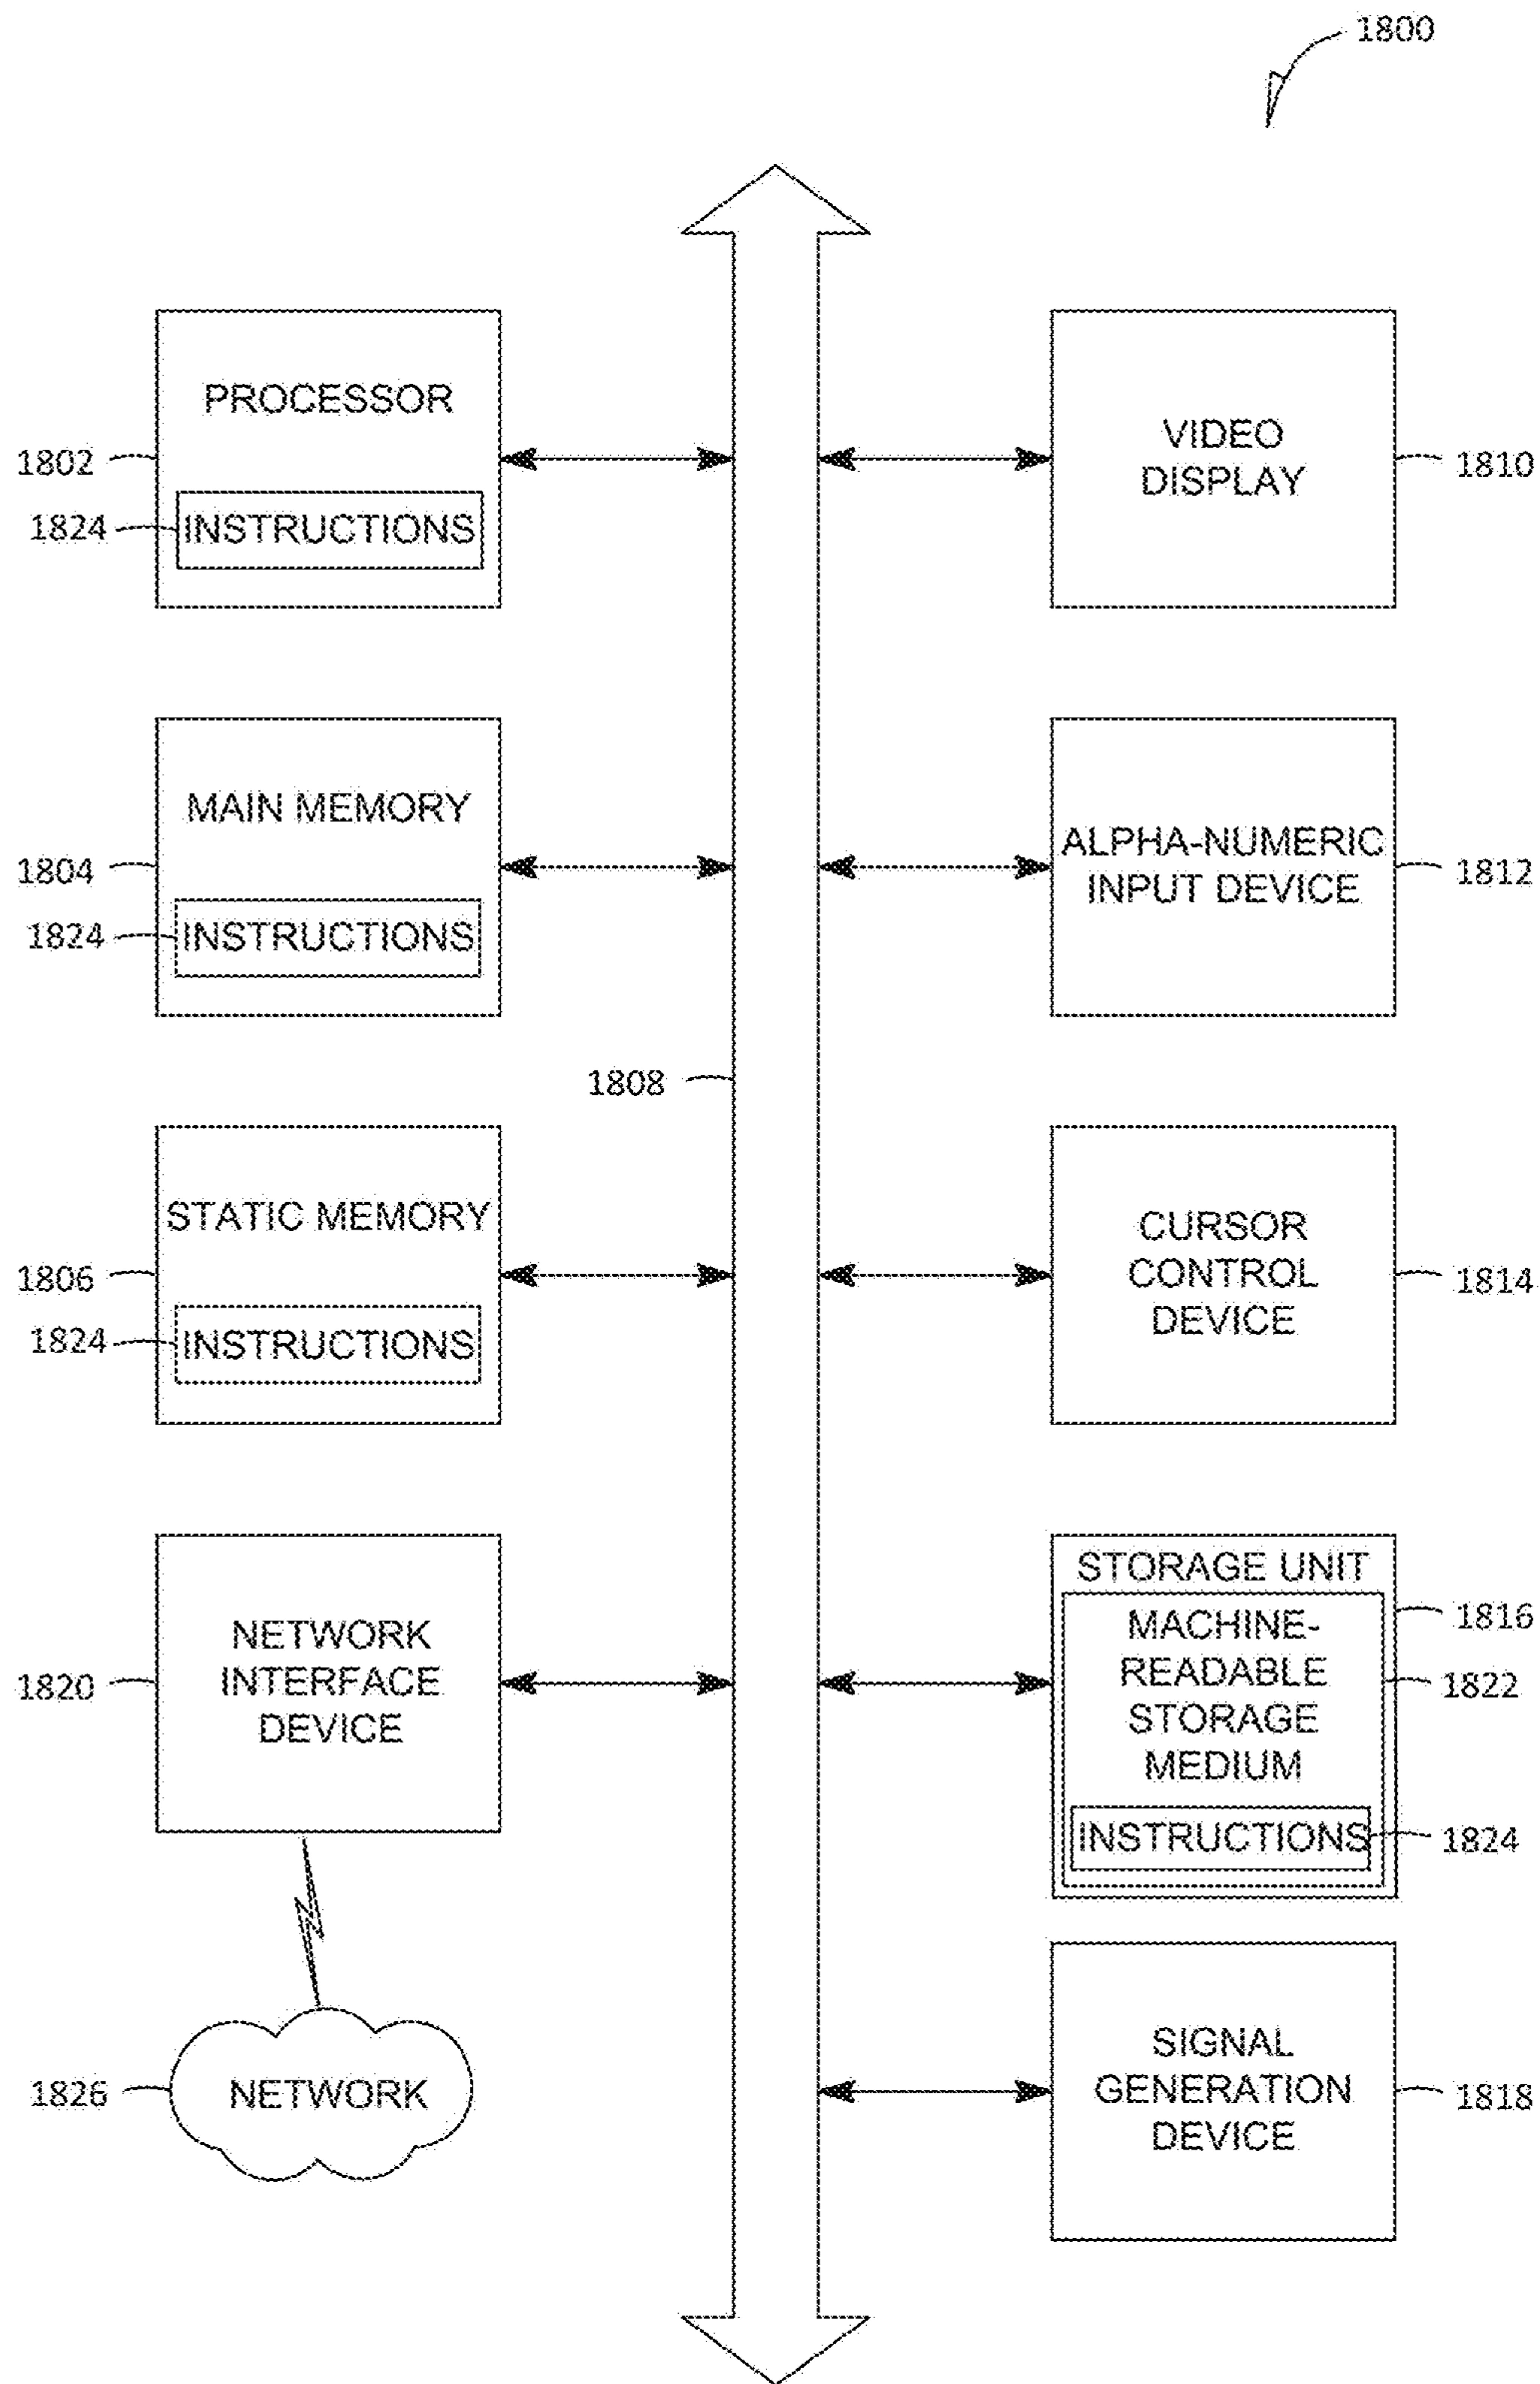 1800
PROCESSOR
1802
1824
INSTRUCTIONS
VIDEO
DISPLAY
1810
MAIN MEMORY
1804
1824
INSTRUCTIONS
ALPHA-NUMERIC
INPUT DEVICE
1812
1808
STATIC MEMORY
1806
1824
INSTRUCTIONS
CURSOR
CONTROL
DEVICE
1814
NETWORK
INTERFACE
DEVICE
1820
STORAGE UNIT
1816
MACHINE-
READABLE
STORAGE
MEDIUM
1822
INSTRUCTIONS
1824
1826
NETWORK
SIGNAL
GENERATION
DEVICE
1818